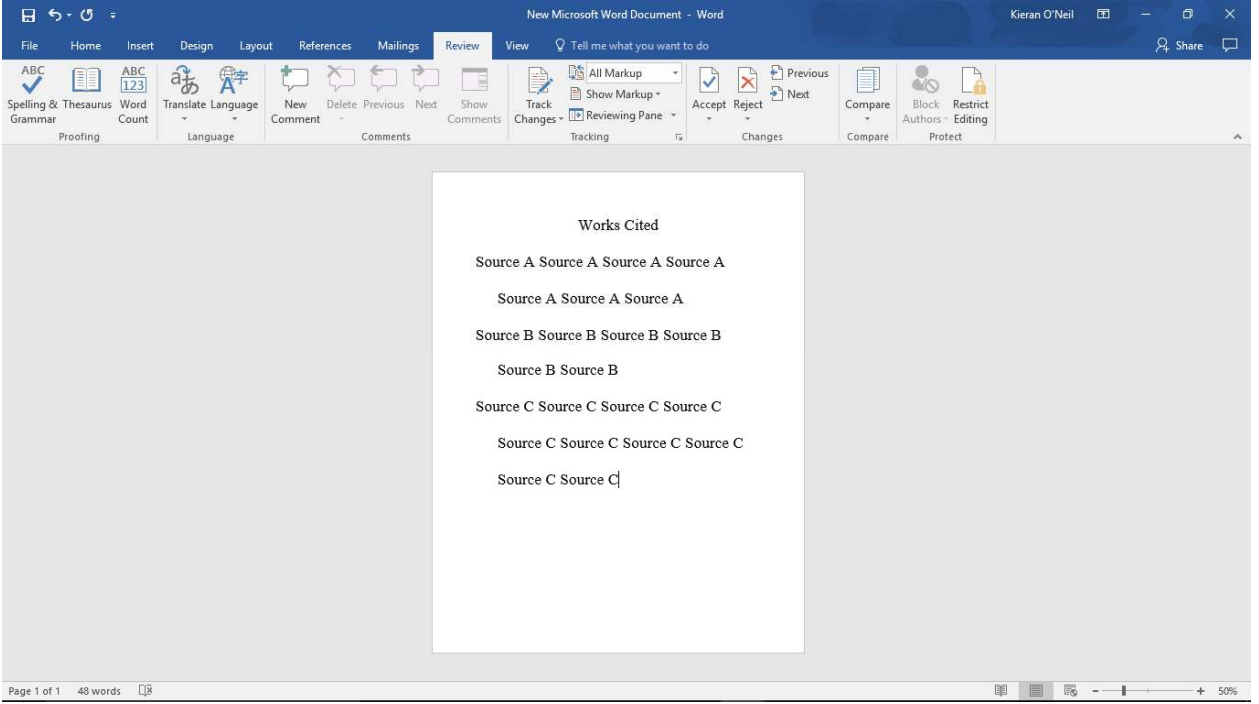 New Microsoft Word Document - Word
Kieran O'Neil
File Home Insert Design Layout References Mailings Review View Tell me what you want to do Share
ABC
Spelling & Grammar
Thesaurus
ABC
123
Word Count
Proofing
Translate
Language
Language
New Comment
Delete
Previous
Next
Show Comments
Comments
Track Changes
All Markup
Show Markup
Reviewing Pane
Tracking
Accept
Reject
Previous
Next
Changes
Compare
Compare
Block Authors
Restrict Editing
Protect
Works Cited
Source A Source A Source A Source A
Source A Source A Source A
Source B Source B Source B Source B
Source B Source B
Source C Source C Source C Source C
Source C Source C Source C Source C
Source C Source C
Page 1 of 1 48 words
50%